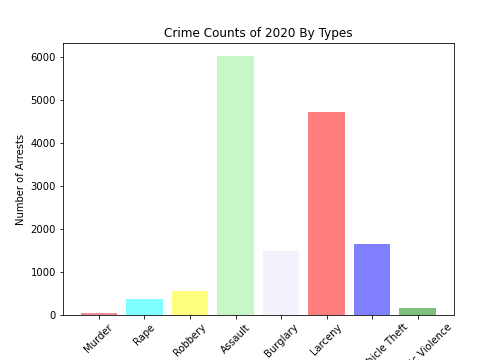 Crime Counts of 2020 By Types
Number of Arrests
6000
5000
4000
3000
2000
1000
0
Murder
Rape
Robbery
Assault
Burglary
Larceny
Theft
Violence